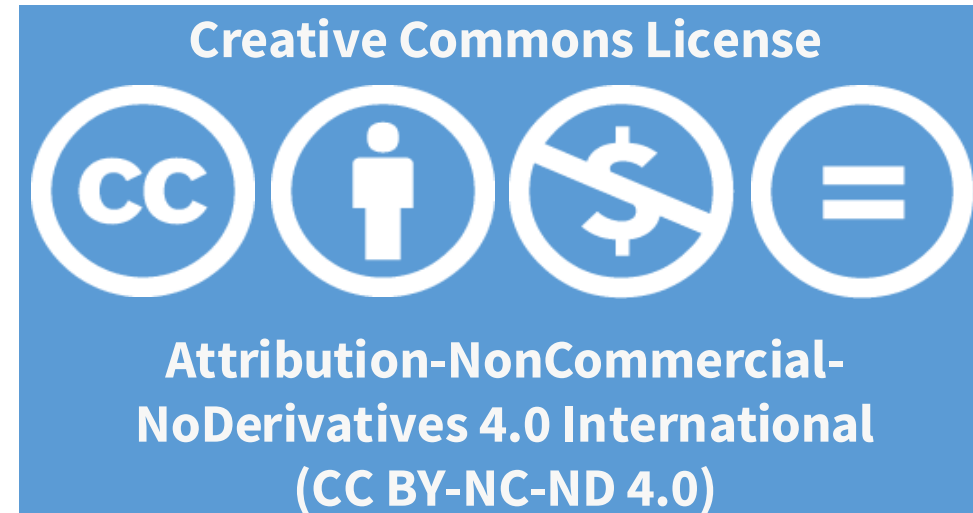 Creative Commons License
cc
$
=
Attribution-NonCommercial-
NoDerivatives 4.0 International
(CC BY-NC-ND 4.0)